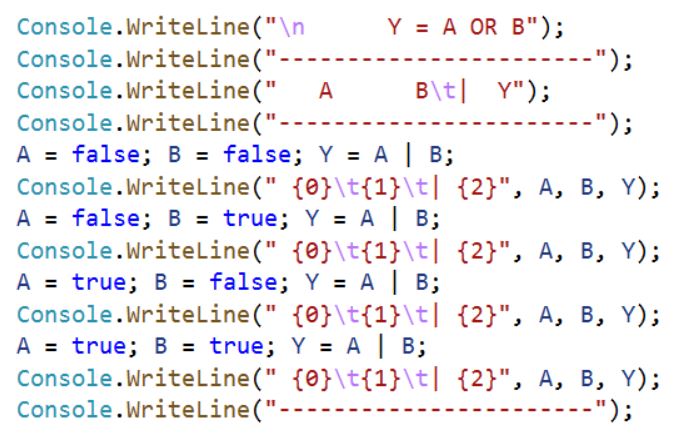 Console.WriteLine("\n      Y = A OR B");
Console.WriteLine("-----------------------");
Console.WriteLine("   A      B\t|  Y");
Console.WriteLine("-----------------------");
A = false; B = false; Y = A | B;
Console.WriteLine(" {0}\t{1}\t| {2}", A, B, Y);
A = false; B = true; Y = A | B;
Console.WriteLine(" {0}\t{1}\t| {2}", A, B, Y);
A = true; B = false; Y = A | B;
Console.WriteLine(" {0}\t{1}\t| {2}", A, B, Y);
A = true; B = true; Y = A | B;
Console.WriteLine(" {0}\t{1}\t| {2}", A, B, Y);
Console.WriteLine("-----------------------");